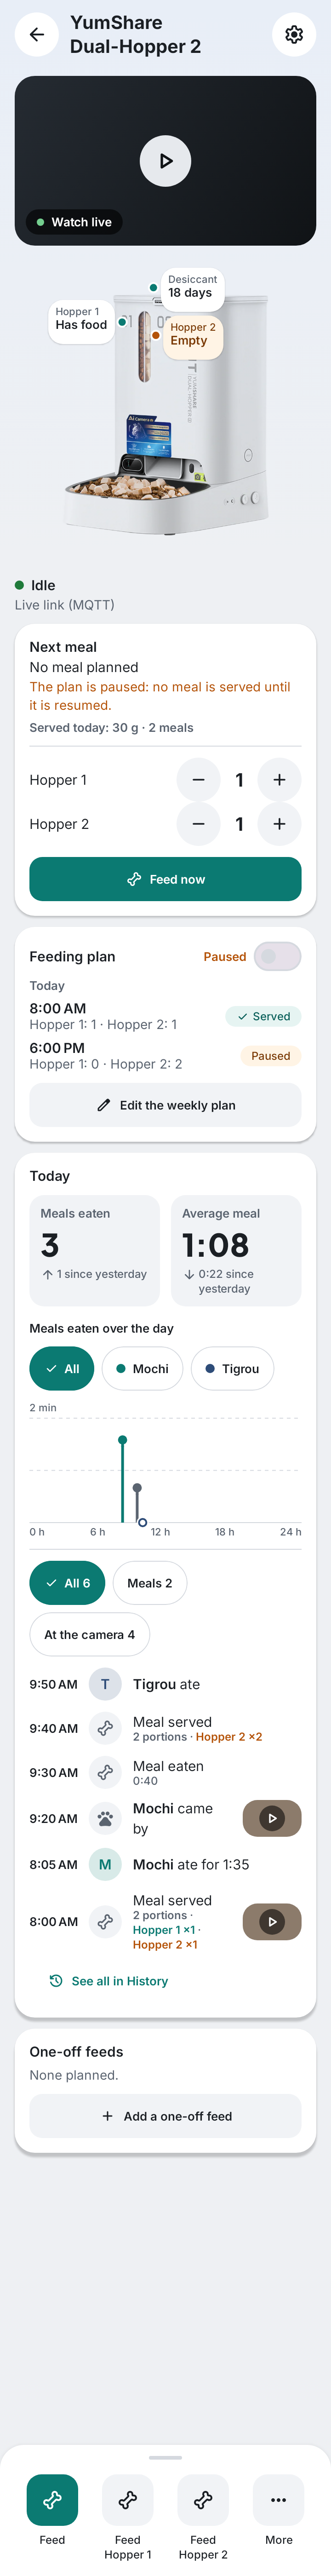 YumShare
Dual-Hopper 2
Watch live
Desiccant
18 days
Hopper 1
Has food
Hopper 2
Empty
Idle
Live link (MQTT)
Next meal
No meal planned
The plan is paused: no meal is served until
it is resumed.
Served today: 30 g · 2 meals
Hopper 1
1
Hopper 2
1
Feed now
Feeding plan
Paused
Today
8:00 AM
Hopper 1: 1 · Hopper 2: 1
Served
6:00 PM
Hopper 1: 0 · Hopper 2: 2
Paused
Edit the weekly plan
Today
Meals eaten
3
1 since yesterday
Average meal
1:08
0:22 since
yesterday
Meals eaten over the day
All
Mochi
Tigrou
2 min
0 h 6 h 12 h 18 h 24 h
All 6
Meals 2
At the camera 4
9:50 AM
T
Tigrou ate
9:40 AM
Meal served
2 portions · Hopper 2 ×2
9:30 AM
Meal eaten
0:40
9:20 AM
Mochi came
by
8:05 AM
M
Mochi ate for 1:35
8:00 AM
Meal served
2 portions ·
Hopper 1 ×1 ·
Hopper 2 ×1
See all in History
One-off feeds
None planned.
Add a one-off feed
Feed
Feed
Hopper 1
Feed
Hopper 2
More